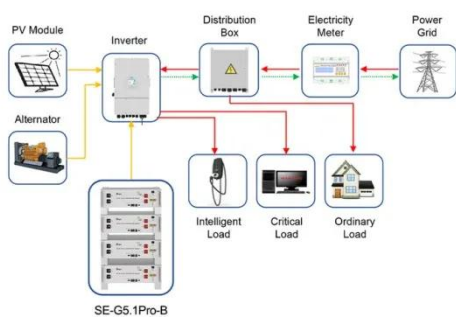 PV Module
Inverter
Distribution
Box
Electricity
Meter
Power
Grid
Alternator
Intelligent
Load
Critical
Load
Ordinary
Load
SE-G5.1Pro-B